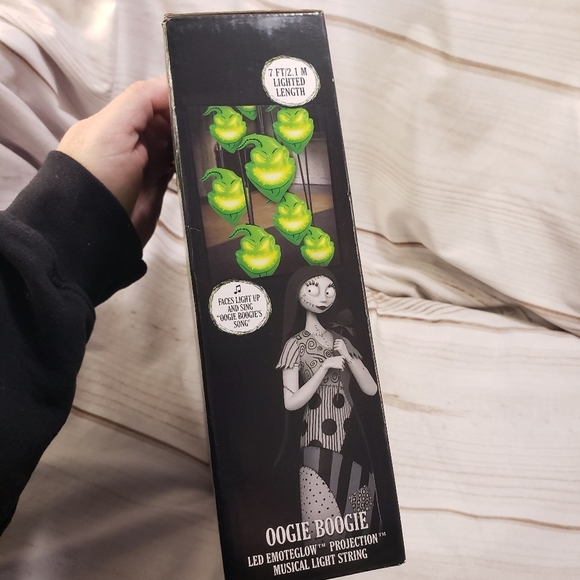 7 FT/2.1 M
LIGHTED
LENGTH
FACES LIGHT UP
AND SING
"OOGIE BOOGIE'S
SONG"
OOGIE BOOGIE
LED EMOTEGLOW™ PROJECTION™
MUSICAL LIGHT STRING